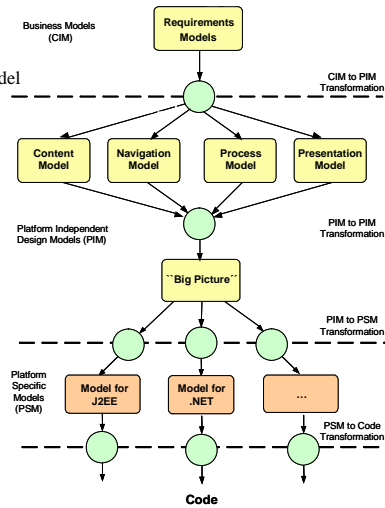 Business Models
(CIM)
Requirements
Models
odel
CIM to PIM
Transformation
Content
Model
Navigation
Model
Process
Model
Presentation
Model
Platform Independent
Design Models (PIM)
PIM to PIM
Transformation
``Big Picture´´
PIM to PSM
Transformation
Platform
Specific
Models
(PSM)
Model for
J2EE
Model for
.NET
...
PSM to Code
Transformation
Code